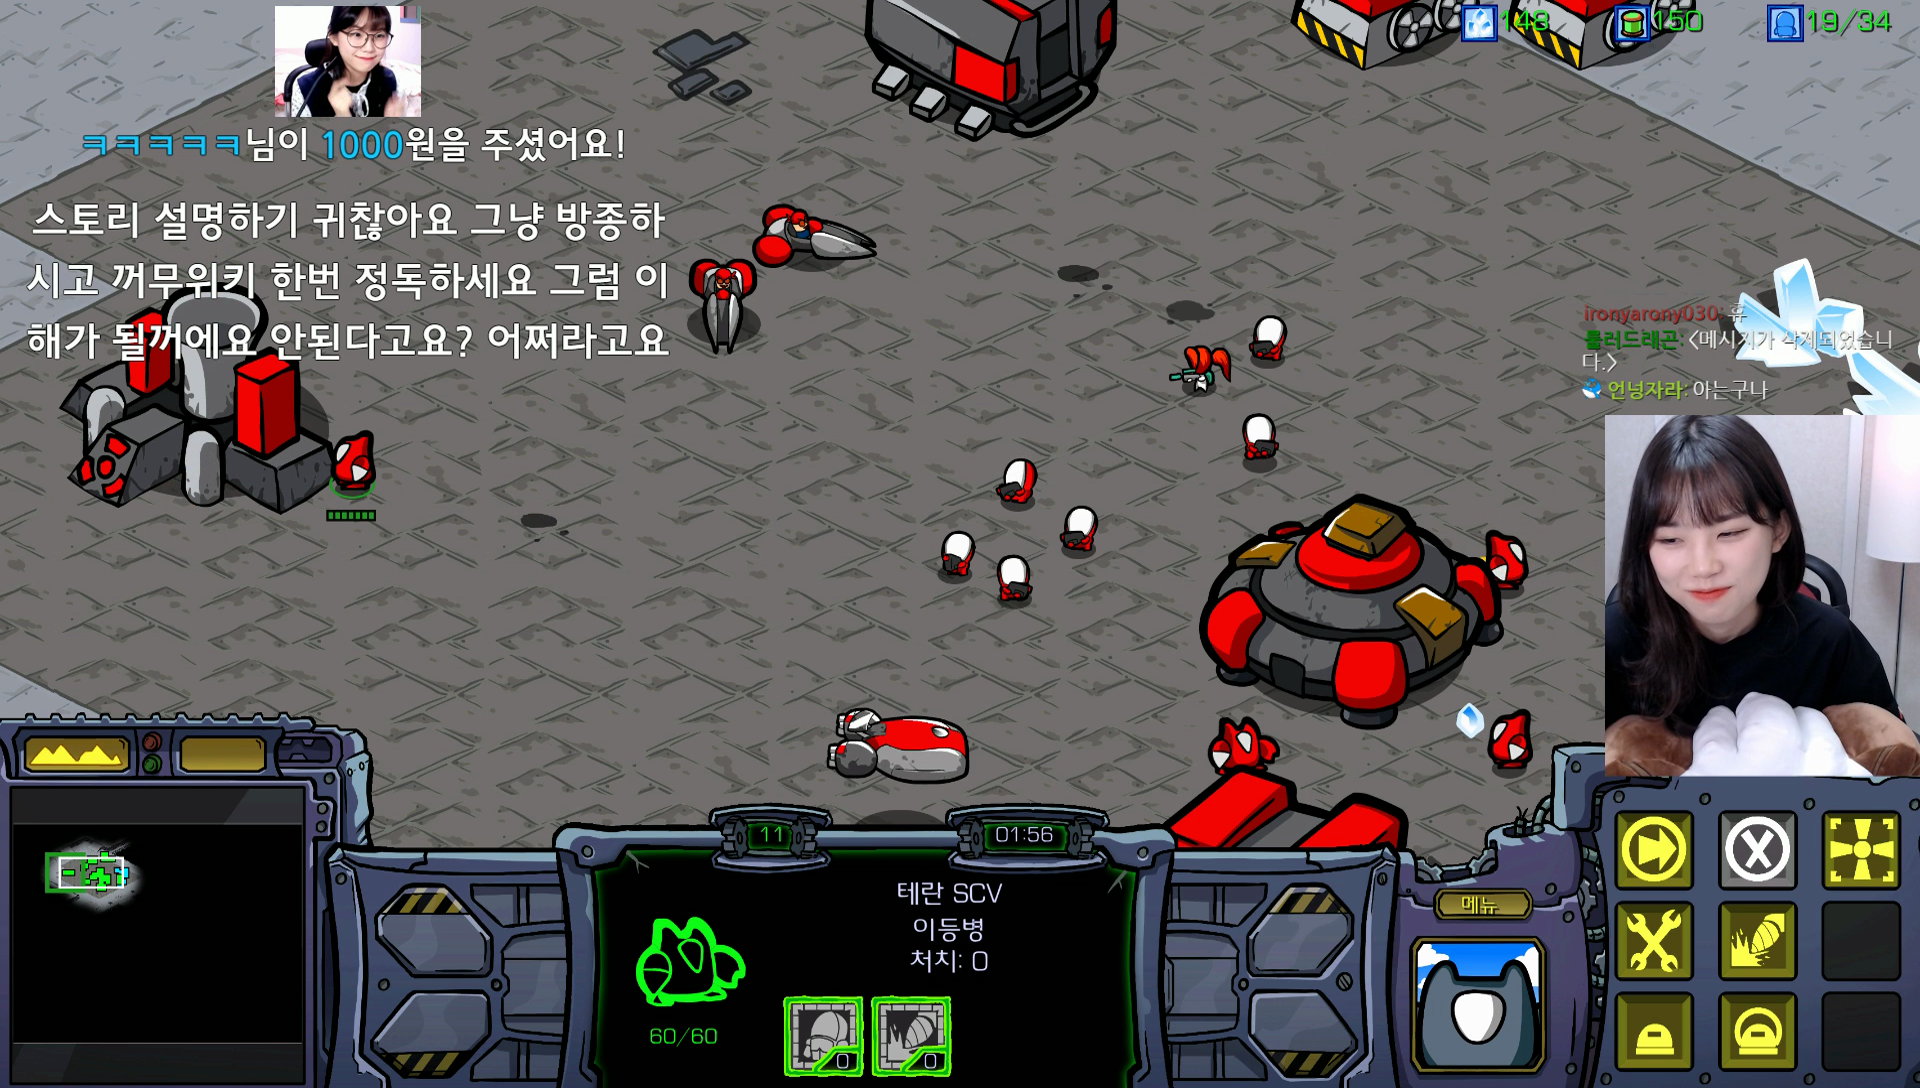 148
150
19/34
ㅋㅋㅋㅋㅋ님이 1000원을 주셨어요!
스토리 설명하기 귀찮아요 그냥 방종하
시고 꺼무위키 한번 정독하세요 그럼 이
해가 될꺼에요 안된다고요? 어쩌라고요
ironyarony030: 휴
룰러드래곤: <메시지가 삭제되었습니
다.>
언넝자라: 아는구나
11
01:56
테란 SCV
이등병
처치: 0
60/60
0
0
메뉴